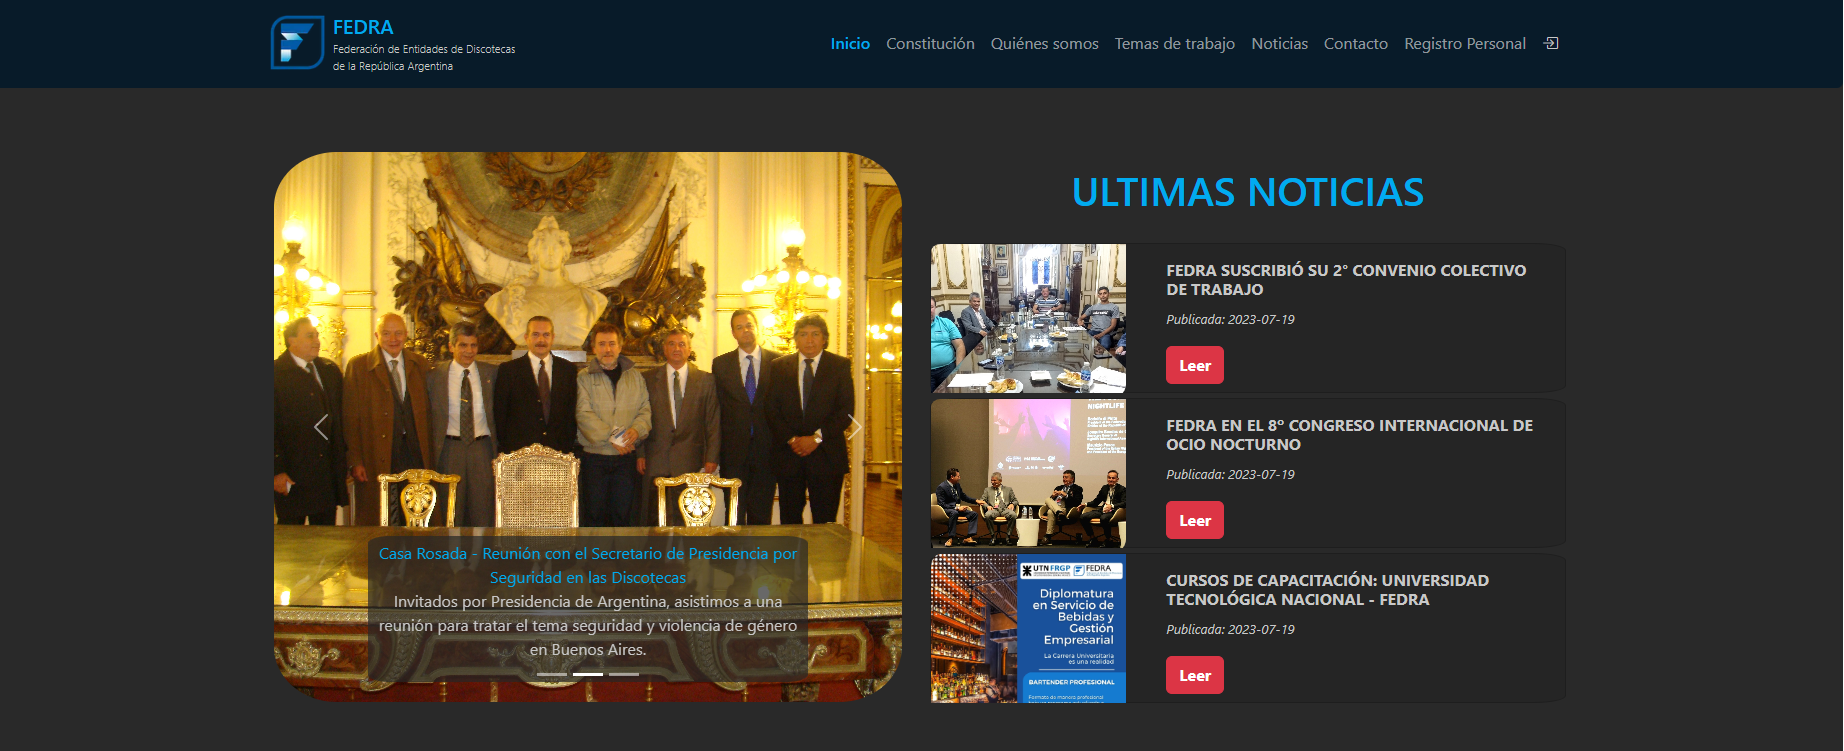 FEDRA
Federación de Entidades de Discotecas
de la República Argentina
Inicio Constitución Quiénes somos Temas de trabajo Noticias Contacto Registro Personal
Casa Rosada - Reunión con el Secretario de Presidencia por
Seguridad en las Discotecas
Invitados por Presidencia de Argentina, asistimos a una
reunión para tratar el tema seguridad y violencia de género
en Buenos Aires.
ULTIMAS NOTICIAS
FEDRA SUSCRIBIÓ SU 2° CONVENIO COLECTIVO
DE TRABAJO
Publicada: 2023-07-19
Leer
NIGHTLIFE
FEDRA EN EL 8º CONGRESO INTERNACIONAL DE
OCIO NOCTURNO
Publicada: 2023-07-19
Leer
UTN FRGP FEDRA
Diplomatura
en Servicio de
Bebidas y
Gestión
Empresarial
La Carrera Universitaria
es una realidad
BARTENDER PROFESIONAL
CURSOS DE CAPACITACIÓN: UNIVERSIDAD
TECNOLÓGICA NACIONAL - FEDRA
Publicada: 2023-07-19
Leer